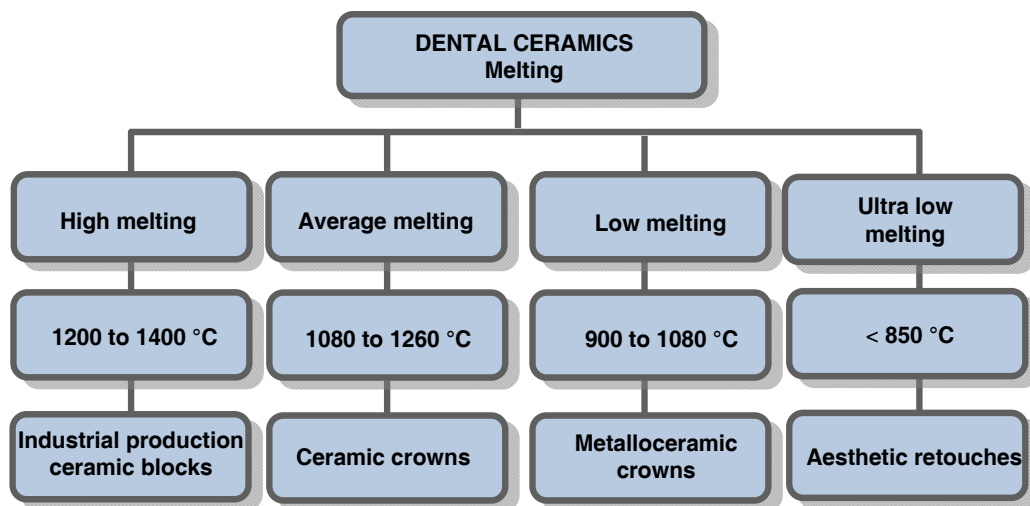 DENTAL CERAMICS
Melting
High melting
Average melting
Low melting
Ultra low
melting
1200 to 1400 °C
1080 to 1260 °C
900 to 1080 °C
< 850 °C
Industrial production
ceramic blocks
Ceramic crowns
Metalloceramic
crowns
Aesthetic retouches